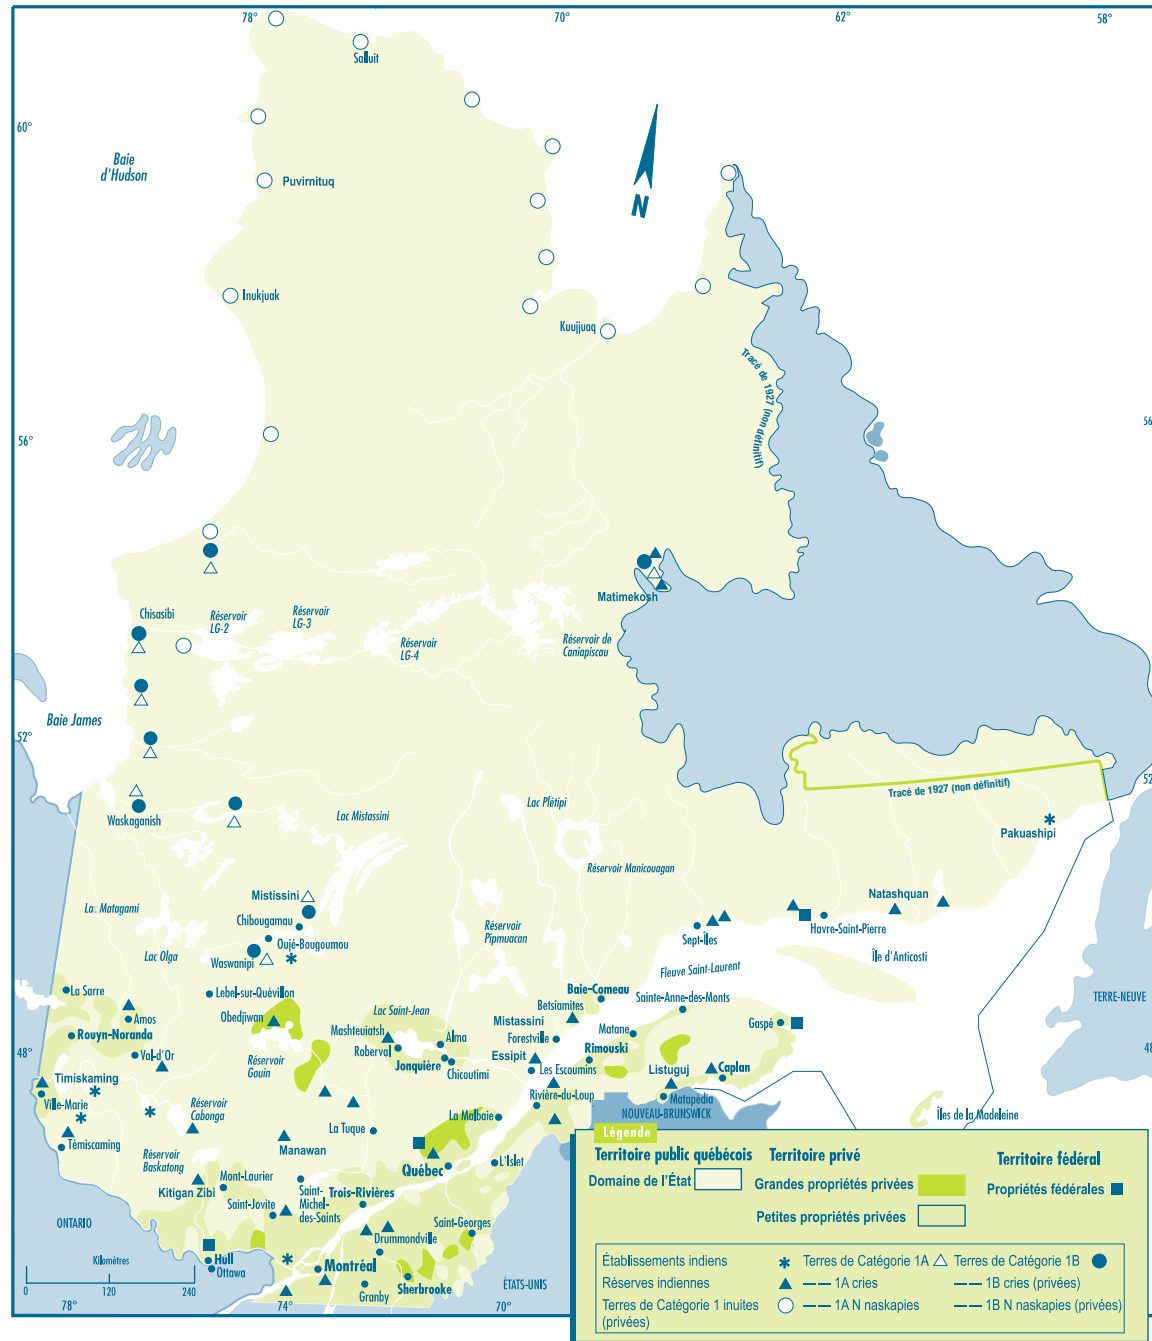 78°
70°
62°
58°
Salluit
60°
Baie
d'Hudson
Puvirnituq
N
Inukjuak
Kuujjuaq
Tracé de 1927 (non définitif)
56°
56
Matimekosh
Chisasibi
Réservoir
LG-2
Réservoir
LG-3
Réservoir
LG-4
Réservoir de
Caniapiscau
Baie James
52°
52
Tracé de 1927 (non définitif)
Waskaganish
Lac Mistassini
Lac Plétipi
Pakuashipi
Réservoir Manicouagan
Mistissini
Natashquan
Lac Matagami
Chibougamau
Réservoir
Pipmuacan
Havre-Saint-Pierre
Oujé-Bougoumou
Sept-Îles
Lac Olga
Waswanipi
Île d'Anticosti
Fleuve Saint-Laurent
La Sarre
Lebel-sur-Quévillon
Baie-Comeau
Sainte-Anne-des-Monts
TERRE-NEUVE
Obedjiwan
Lac Saint-Jean
Betsiamites
Amos
Mistassini
Gaspé
Rouyn-Noranda
Mashteuiatsh
Alma
Forestville
Matane
Val-d'Or
Roberval
Rimouski
48°
48
Réservoir
Gouin
Jonquière
Essipit
Chicoutimi
Les Escoumins
Listuguj
Caplan
Timiskaming
Ville-Marie
Réservoir
Cabonga
Rivière-du-Loup
Matapédia
NOUVEAU-BRUNSWICK
Îles de la Madeleine
La Malbaie
La Tuque
Témiscaming
Manawan
Réservoir
Baskatong
Québec
L'Islet
Mont-Laurier
Kitigan Zibi
Saint-Jovite
Saint-
Michel-
des-Saints
Trois-Rivières
ONTARIO
Saint-Georges
Drummondville
Kilomètres
Hull
Ottawa
Montréal
Granby
Sherbrooke
ÉTATS-UNIS
0
120
240
78°
74°
70°
Légende
Territoire public québécois
Territoire privé
Territoire fédéral
Domaine de l'État
Grandes propriétés privées
Propriétés fédérales
Petites propriétés privées
Établissements indiens
Terres de Catégorie 1A
Terres de Catégorie 1B
Réserves indiennes
— — 1A cries
— — 1B cries (privées)
Terres de Catégorie 1 inuites
(privées)
— — 1A N naskapies
— — 1B N naskapies (privées)